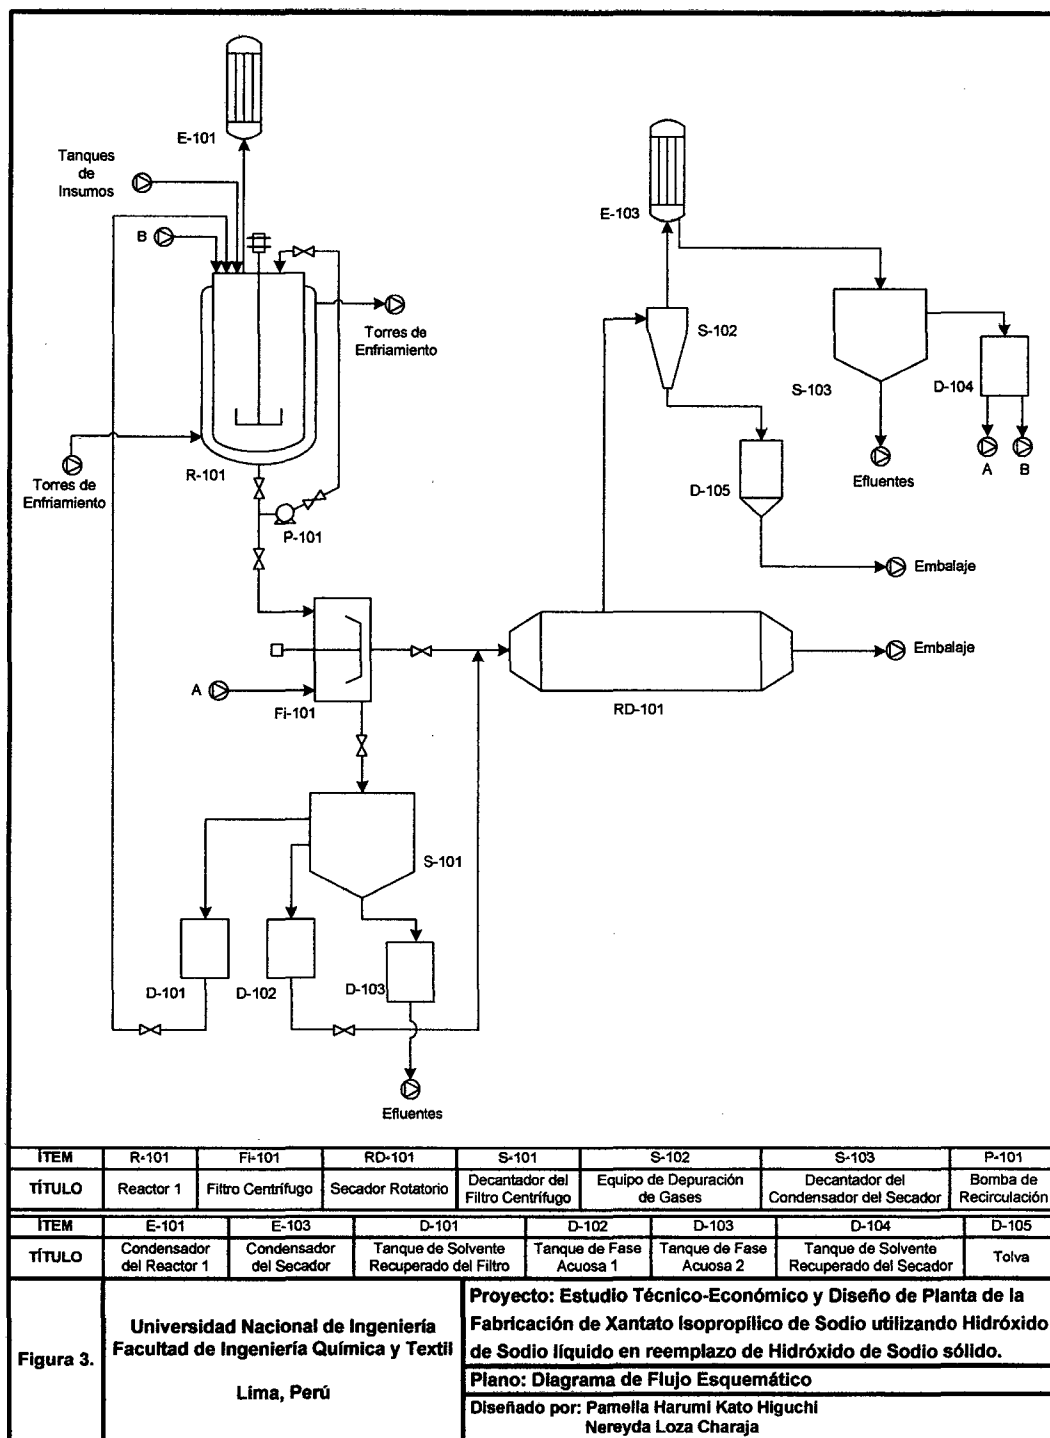 E-101
Tanques
de
Insumos
B
Torres de
Enfriamiento
R-101
Torres de
Enfriamiento
P-101
A
Fi-101
S-101
D-101
D-102
D-103
Efluentes
E-103
S-102
S-103
D-104
A
B
Efluentes
D-105
Embalaje
Embalaje
RD-101
ÍTEM R-101 Fi-101 RD-101 S-101 S-102 S-103 P-101
TÍTULO Reactor 1 Filtro Centrífugo Secador Rotatorio Decantador del Filtro Centrífugo Equipo de Depuración de Gases Decantador del Condensador del Secador Bomba de Recirculación
ÍTEM E-101 E-103 D-101 D-102 D-103 D-104 D-105
TÍTULO Condensador del Reactor 1 Condensador del Secador Tanque de Solvente Recuperado del Filtro Tanque de Fase Acuosa 1 Tanque de Fase Acuosa 2 Tanque de Solvente Recuperado del Secador Tolva
Figura 3.
Universidad Nacional de Ingeniería
Facultad de Ingeniería Química y Textil
Lima, Perú
Proyecto: Estudio Técnico-Económico y Diseño de Planta de la
Fabricación de Xantato Isopropílico de Sodio utilizando Hidróxido
de Sodio líquido en reemplazo de Hidróxido de Sodio sólido.
Plano: Diagrama de Flujo Esquemático
Diseñado por: Pamella Harumi Kato Higuchi
Nereyda Loza Charaja